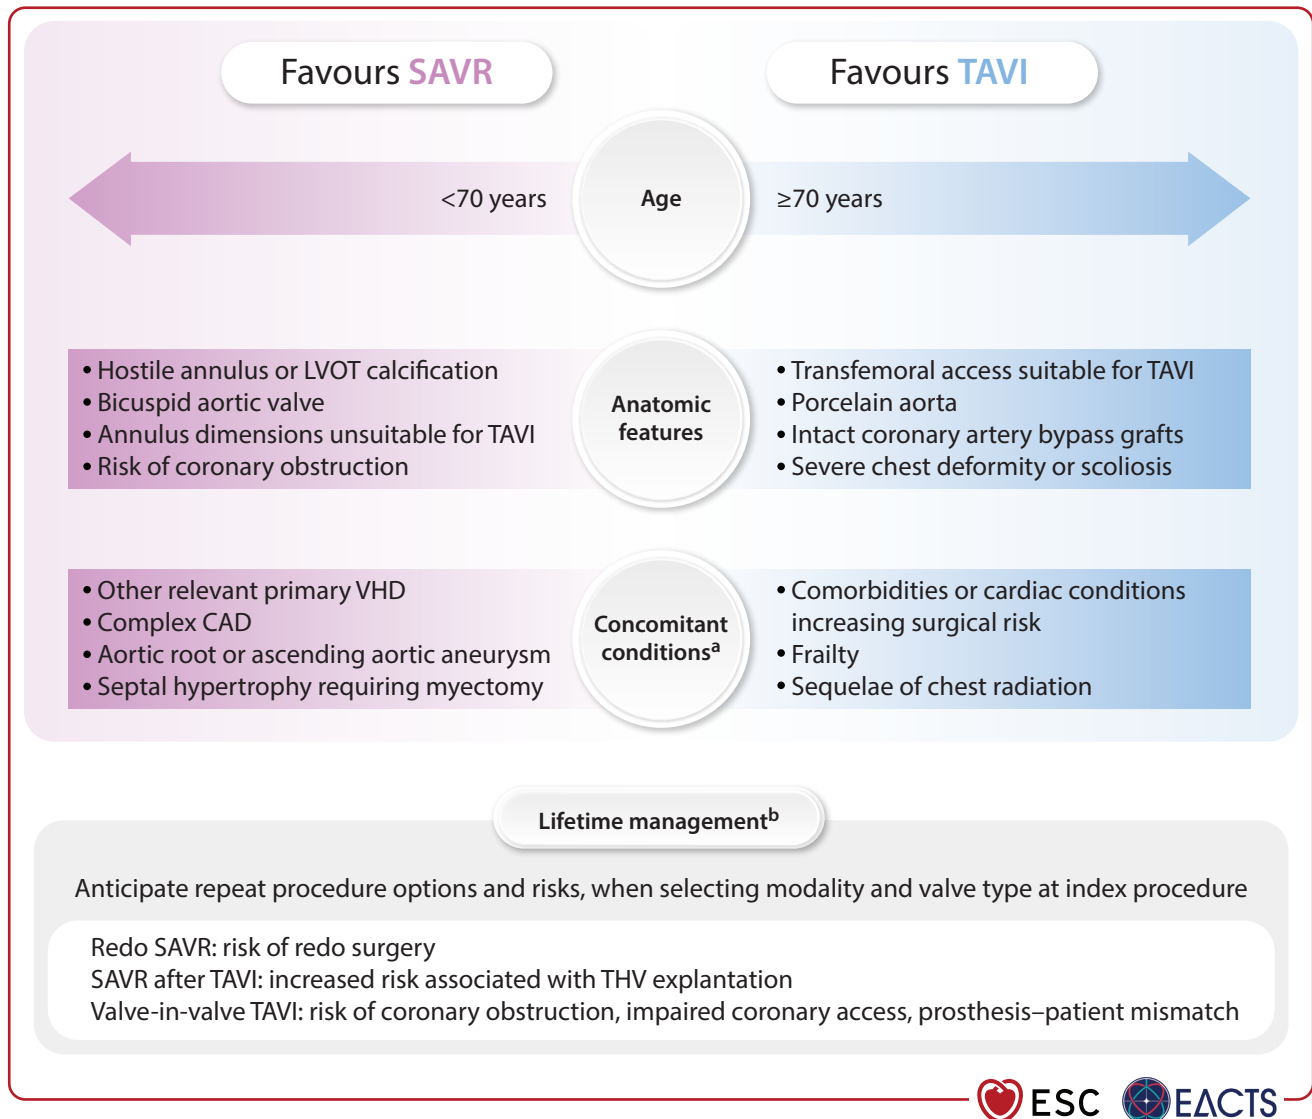 Favours SAVR
Favours TAVI
<70 years
Age
≥70 years
• Hostile annulus or LVOT calcification
• Bicuspid aortic valve
• Annulus dimensions unsuitable for TAVI
• Risk of coronary obstruction
Anatomic
features
• Transfemoral access suitable for TAVI
• Porcelain aorta
• Intact coronary artery bypass grafts
• Severe chest deformity or scoliosis
• Other relevant primary VHD
• Complex CAD
• Aortic root or ascending aortic aneurysm
• Septal hypertrophy requiring myectomy
Concomitant
conditionsᵃ
• Comorbidities or cardiac conditions
increasing surgical risk
• Frailty
• Sequelae of chest radiation
Lifetime managementᵇ
Anticipate repeat procedure options and risks, when selecting modality and valve type at index procedure
Redo SAVR: risk of redo surgery
SAVR after TAVI: increased risk associated with THV explantation
Valve-in-valve TAVI: risk of coronary obstruction, impaired coronary access, prosthesis–patient mismatch
ESC
EACTS